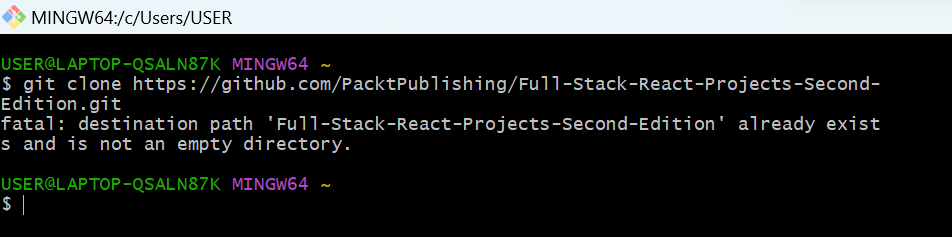 MINGW64:/c/Users/USER
USER@LAPTOP-QSALN87K MINGW64 ~
$ git clone https://github.com/PacktPublishing/Full-Stack-React-Projects-Second-
Edition.git
fatal: destination path 'Full-Stack-React-Projects-Second-Edition' already exist
s and is not an empty directory.
USER@LAPTOP-QSALN87K MINGW64 ~
$